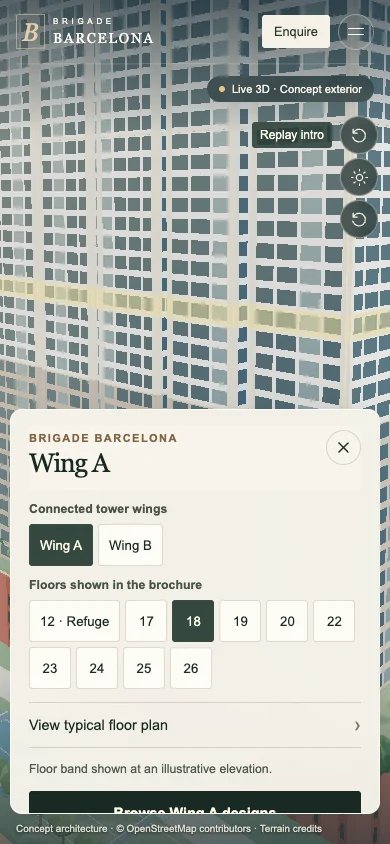 B
BRIGADE
BARCELONA
Enquire
Live 3D · Concept exterior
Replay intro
BRIGADE BARCELONA
Wing A
Connected tower wings
Wing A Wing B
Floors shown in the brochure
12 · Refuge 17 18 19 20 22
23 24 25 26
View typical floor plan
Floor band shown at an illustrative elevation.
Browse Wing A designs
Concept architecture · © OpenStreetMap contributors · Terrain credits